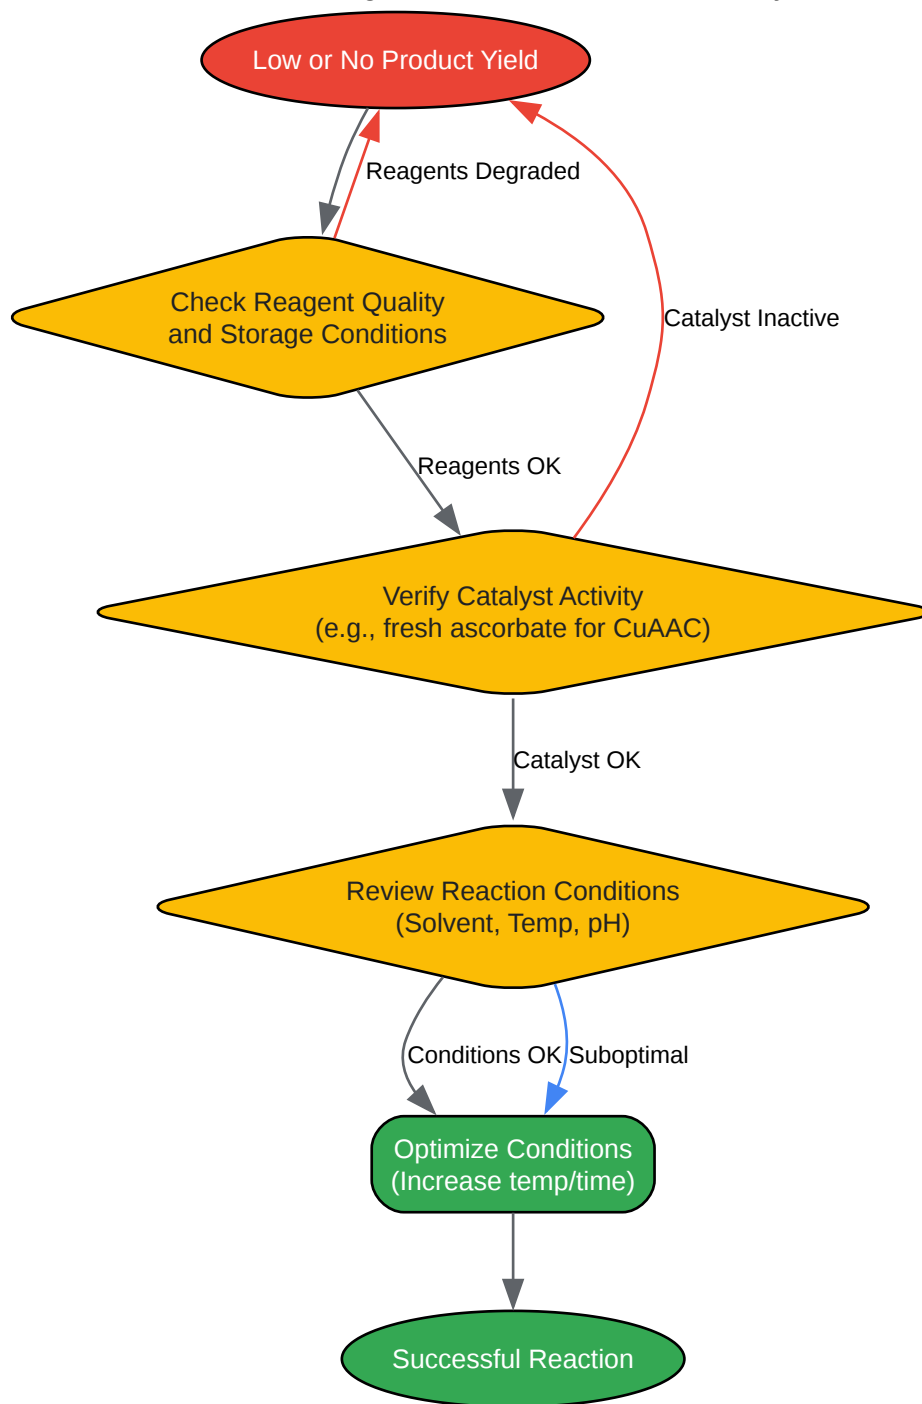 Low or No Product Yield
Reagents Degraded
Check Reagent Quality
and Storage Conditions
Catalyst Inactive
Reagents OK
Verify Catalyst Activity
(e.g., fresh ascorbate for CuAAC)
Catalyst OK
Review Reaction Conditions
(Solvent, Temp, pH)
Conditions OK
Suboptimal
Optimize Conditions
(Increase temp/time)
Successful Reaction